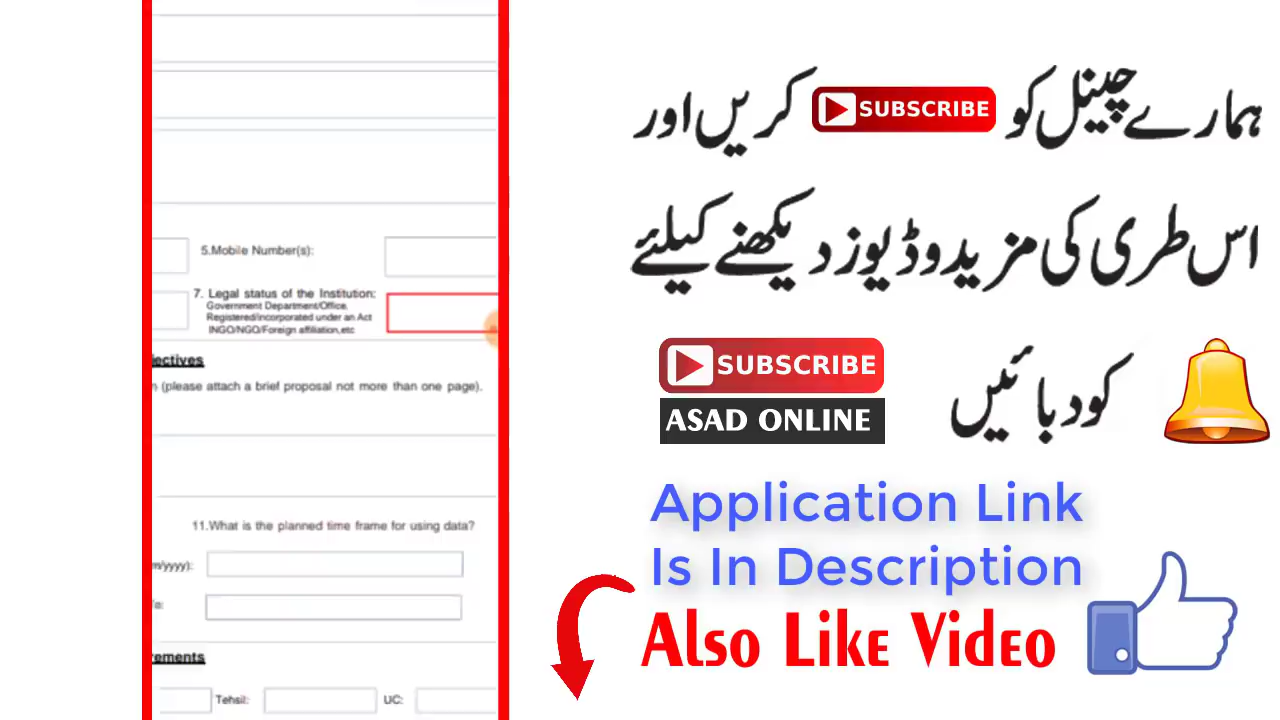 5.Mobile Number(s):
7. Legal status of the Institution:
Government Department/Office,
Registered/Incorporated under an Act
INGO/NGO/Foreign affiliation,etc
jectives
n (please attach a brief proposal not more than one page).
11.What is the planned time frame for using data?
m/yyyy):
rements
Tehsil:
UC:
ہمارے چینل کو SUBSCRIBE کریں اور
اس طری کی مزید وڈیوز دیکھنے کیلئے
SUBSCRIBE
ASAD ONLINE
کو دبائیں
Application Link
Is In Description
Also Like Video